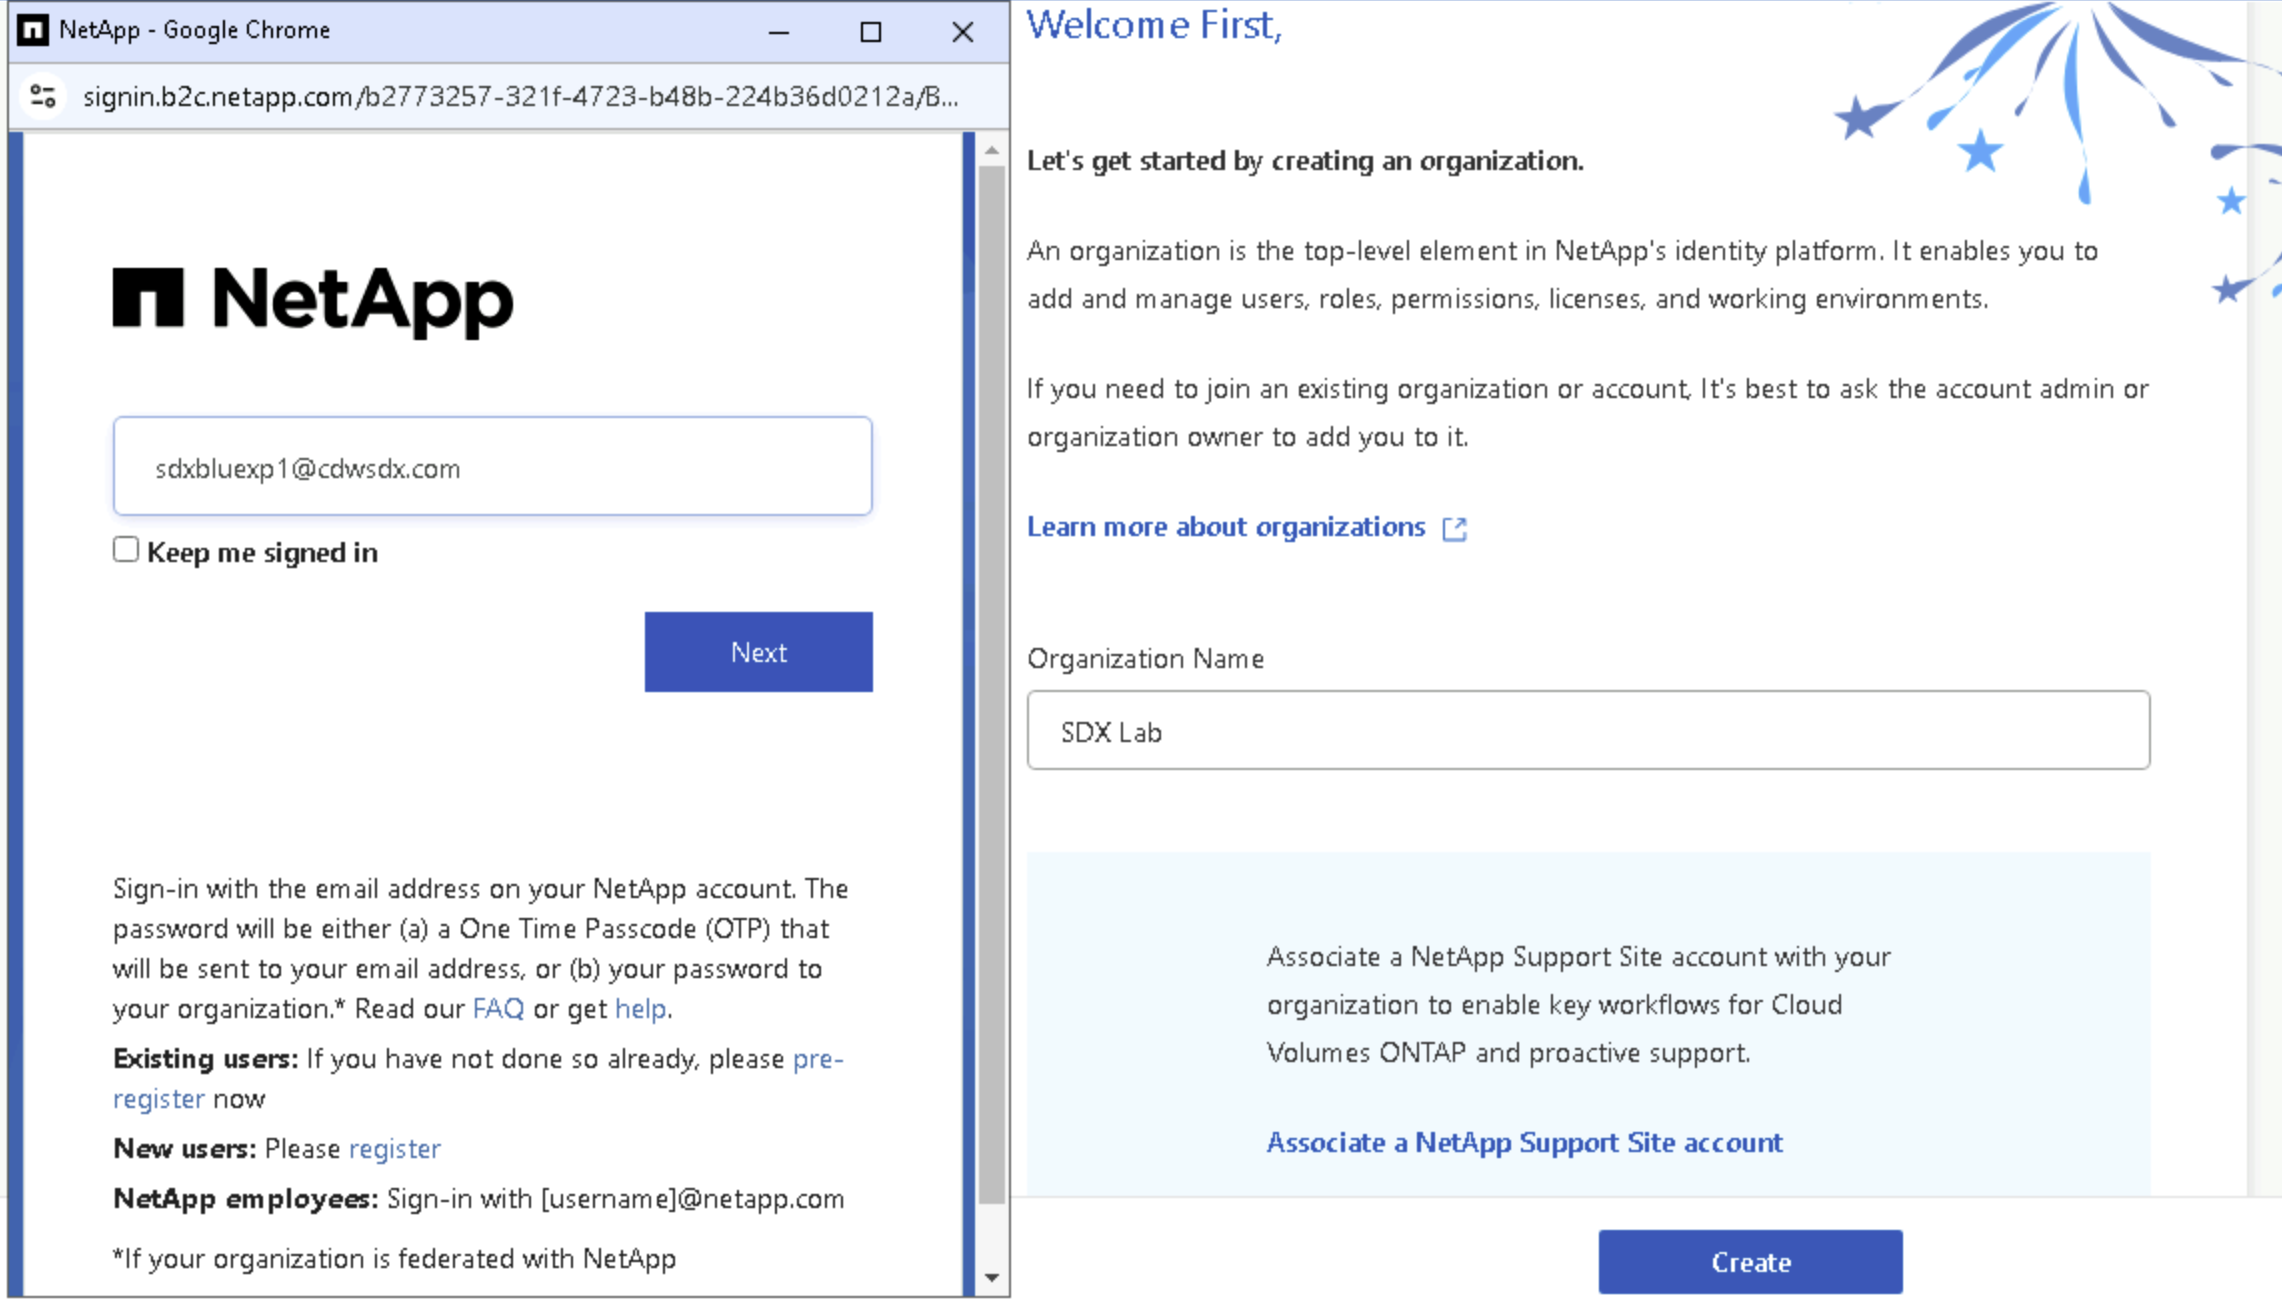 NetApp - Google Chrome
signin.b2c.netapp.com/b2773257-321f-4723-b48b-224b36d0212a/B...
NetApp
sdxbluexp1@cdwsdx.com
Keep me signed in
Next
Sign-in with the email address on your NetApp account. The
password will be either (a) a One Time Passcode (OTP) that
will be sent to your email address, or (b) your password to
your organization.* Read our FAQ or get help.
Existing users: If you have not done so already, please pre-
register now
New users: Please register
NetApp employees: Sign-in with [username]@netapp.com
*If your organization is federated with NetApp
Welcome First,
Let's get started by creating an organization.
An organization is the top-level element in NetApp's identity platform. It enables you to
add and manage users, roles, permissions, licenses, and working environments.
If you need to join an existing organization or account, It's best to ask the account admin or
organization owner to add you to it.
Learn more about organizations
Organization Name
SDX Lab
Associate a NetApp Support Site account with your
organization to enable key workflows for Cloud
Volumes ONTAP and proactive support.
Associate a NetApp Support Site account
Create